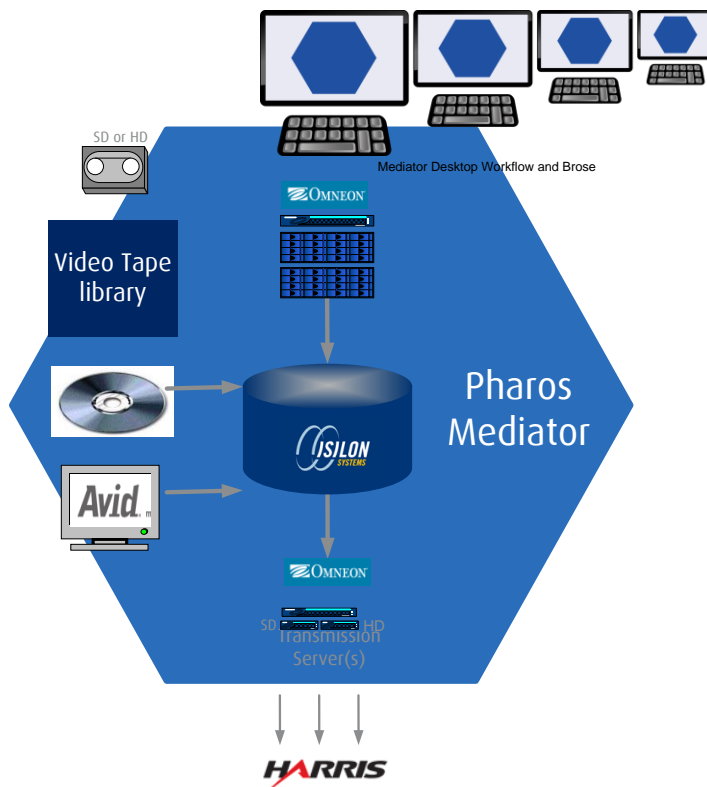 SD or HD
Mediator Desktop Workflow and Brose
OMNEON
Video Tape
library
Pharos
Mediator
ISILON
SYSTEMS
Avid. m
OMNEON
SD
HD
Transmission
Server(s)
HARRIS